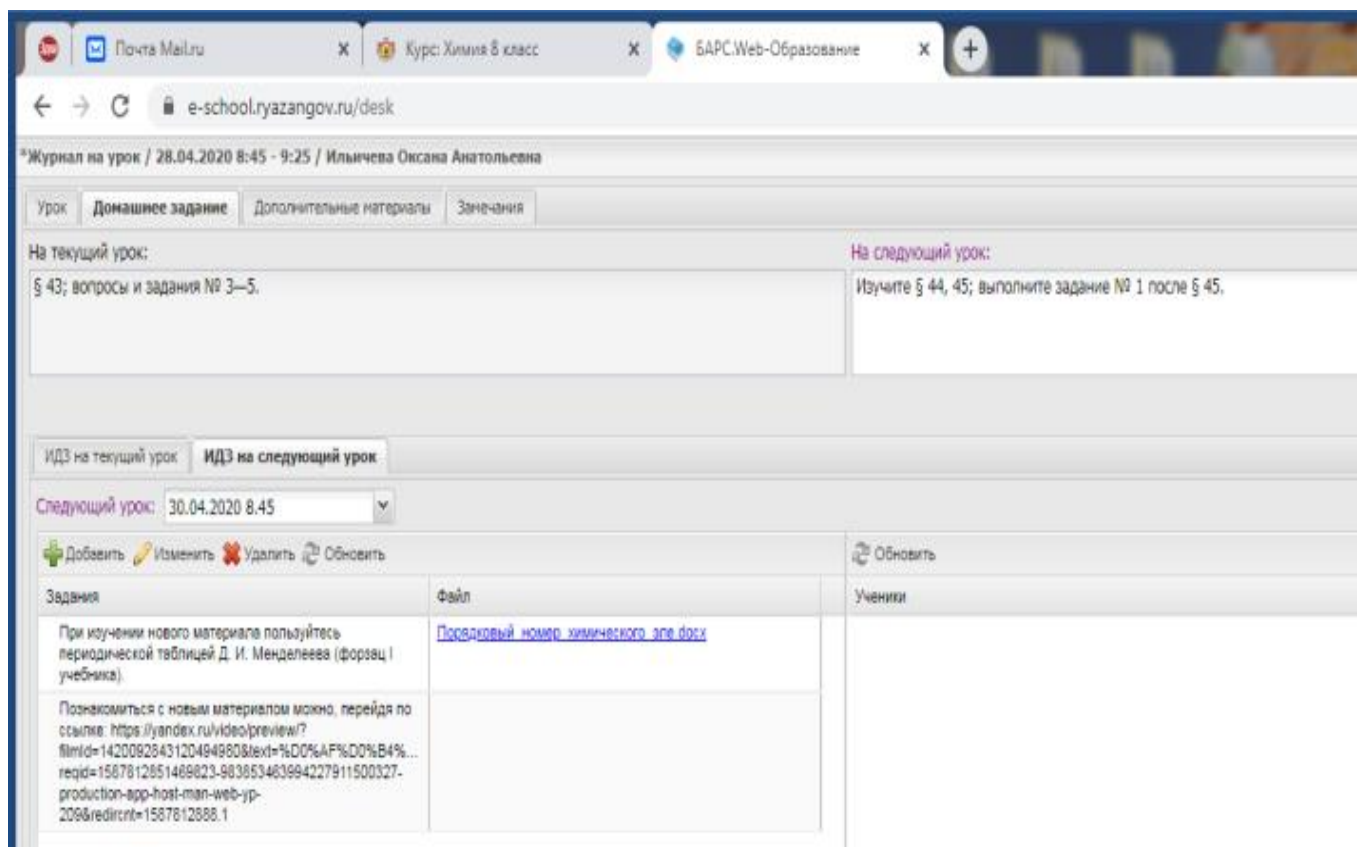 Почта Mail.ru
Курс: Химия 8 класс
БАРС.Web-Образование
e-school.ryazangov.ru/desk
*Журнал на урок / 28.04.2020 8:45 - 9:25 / Ильичева Оксана Анатольевна
Урок Домашнее задание Дополнительные материалы Замечания
На текущий урок:
§ 43; вопросы и задания № 3—5.
На следующий урок:
Изучите § 44, 45; выполните задание № 1 после § 45.
ИДЗ на текущий урок ИДЗ на следующий урок
Следующий урок: 30.04.2020 8.45
Добавить Изменить Удалить Обновить
Обновить
Задания Файл Ученики
При изучении нового материала пользуйтесь
периодической таблицей Д. И. Менделеева (форзац I
учебника).
Порядковый_номер_химического_эле.docx
Познакомиться с новым материалом можно, перейдя по
ссылке: https://yandex.ru/video/preview/?
filmId=1420092843120494980&text=%D0%AF%D0%B4%...
reqid=1587812851469823-983853463994227911500327-
production-app-host-man-web-yp-
209&redircnt=1587812888.1